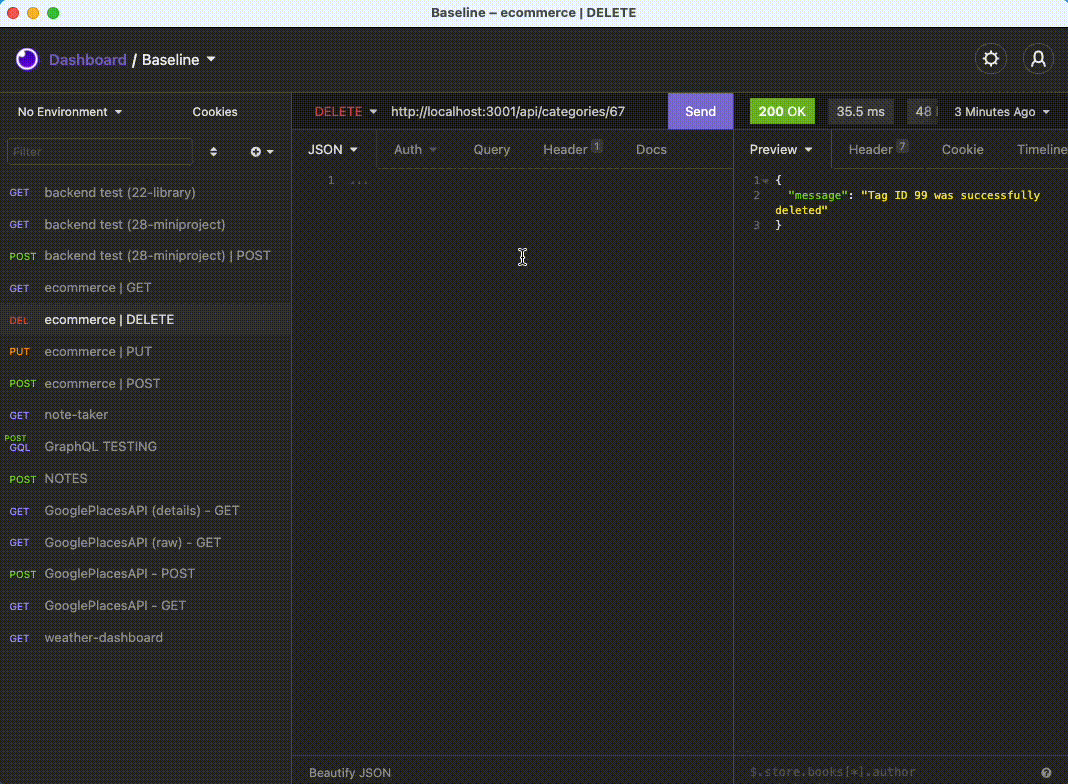 Baseline – ecommerce | DELETE
Dashboard / Baseline
No Environment
Cookies
DELETE
http://localhost:3001/api/categories/67
Send
200 OK
35.5 ms
48
3 Minutes Ago
Filter
JSON
Auth
Query
Header 1
Docs
Preview
Header 7
Cookie
Timeline
1 ...
1 {
2 "message": "Tag ID 99 was successfully
deleted"
3 }
GET backend test (22-library)
GET backend test (28-miniproject)
POST backend test (28-miniproject) | POST
GET ecommerce | GET
DEL ecommerce | DELETE
PUT ecommerce | PUT
POST ecommerce | POST
GET note-taker
POST
GQL GraphQL TESTING
POST NOTES
GET GooglePlacesAPI (details) - GET
GET GooglePlacesAPI (raw) - GET
POST GooglePlacesAPI - POST
GET GooglePlacesAPI - GET
GET weather-dashboard
Beautify JSON
$.store.books[*].author